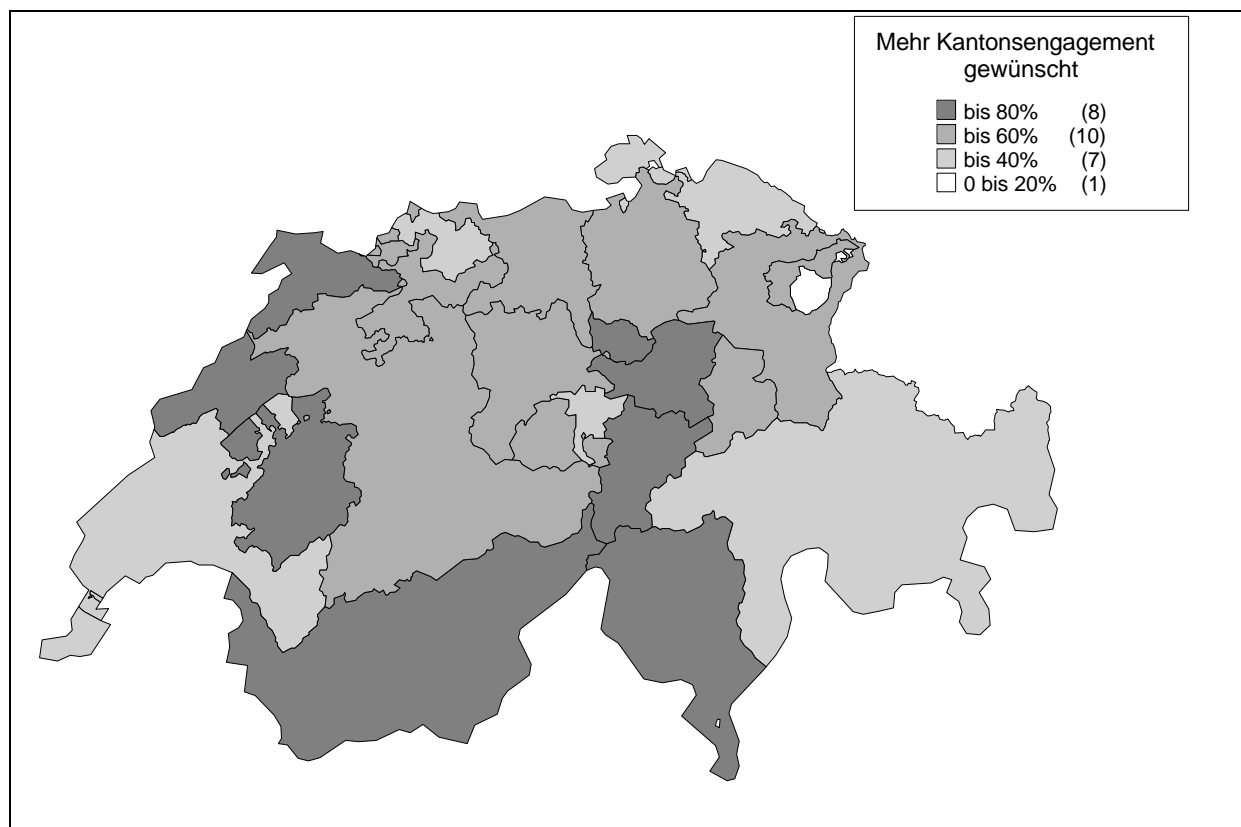 Mehr Kantonsengagement
gewünscht
bis 80% (8)
bis 60% (10)
bis 40% (7)
0 bis 20% (1)